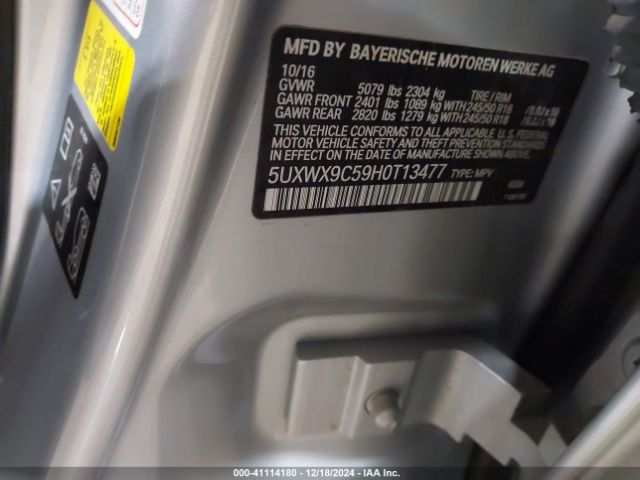 MFD BY BAYERISCHE MOTOREN WERKE AG
10/16
GVWR 5079 lbs 2304 kg TIRE / RIM
GAWR FRONT 2401 lbs 1089 kg WITH 245/50 R18
GAWR REAR 2820 lbs 1279 kg WITH 245/50 R18
THIS VEHICLE CONFORMS TO ALL APPLICABLE U.S. FEDERAL
MOTOR VEHICLE SAFETY AND THEFT PREVENTION STANDARDS IN EFFECT ON THE
DATE OF MANUFACTURE SHOWN ABOVE.
5UXWX9C59H0T13477 TYPE: MPV
000-41114180 - 12/18/2024 - IAA Inc.